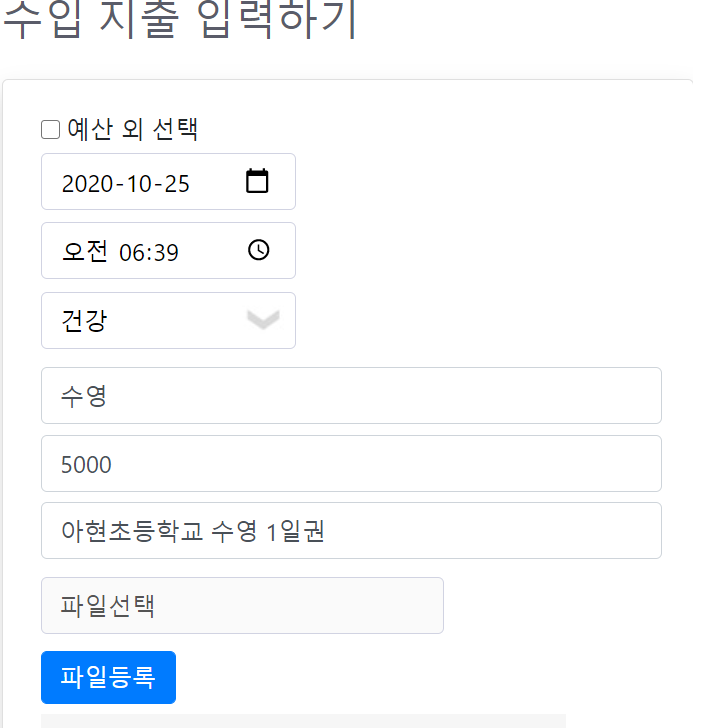 수입 지출 입력하기
예산 외 선택
2020-10-25
오전 06:39
건강
수영
5000
아현초등학교 수영 1일권
파일선택
파일등록